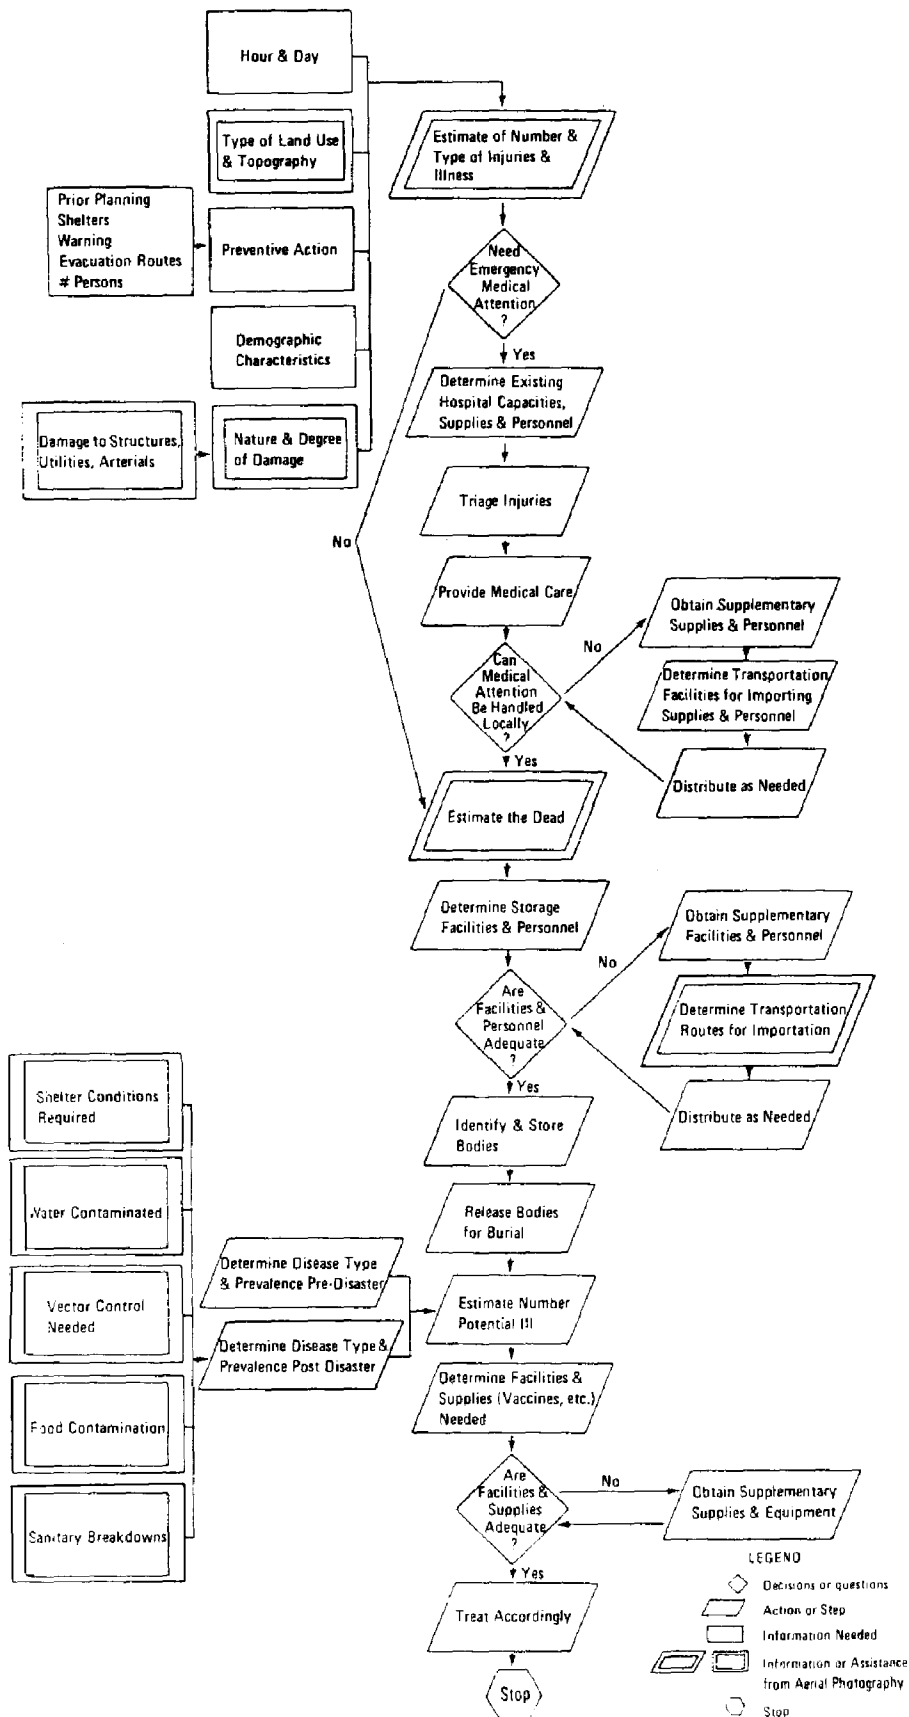 Hour & Day
Type of Land Use
& Topography
Prior Planning
Shelters
Warning
Evacuation Routes
# Persons
Preventive Action
Demographic
Characteristics
Damage to Structures,
Utilities, Arterials
Nature & Degree
of Damage
Estimate of Number &
Type of Injuries &
Illness
Need
Emergency
Medical
Attention
?
Yes
No
Determine Existing
Hospital Capacities,
Supplies & Personnel
Triage Injuries
Provide Medical Care
Can
Medical
Attention
Be Handled
Locally
?
No
Yes
Obtain Supplementary
Supplies & Personnel
Determine Transportation
Facilities for Importing
Supplies & Personnel
Distribute as Needed
Estimate the Dead
Determine Storage
Facilities & Personnel
Are
Facilities &
Personnel
Adequate
?
No
Yes
Obtain Supplementary
Facilities & Personnel
Determine Transportation
Routes for Importation
Distribute as Needed
Identify & Store
Bodies
Release Bodies
for Burial
Shelter Conditions
Required
Water Contaminated
Vector Control
Needed
Food Contamination
Sanitary Breakdowns
Determine Disease Type
& Prevalence Pre-Disaster
Determine Disease Type &
Prevalence Post Disaster
Estimate Number
Potential Ill
Determine Facilities &
Supplies (Vaccines, etc.)
Needed
Are
Facilities &
Supplies
Adequate
?
No
Yes
Obtain Supplementary
Supplies & Equipment
Treat Accordingly
Stop
LEGEND
Decisions or questions
Action or Step
Information Needed
Information or Assistance
from Aerial Photography
Stop